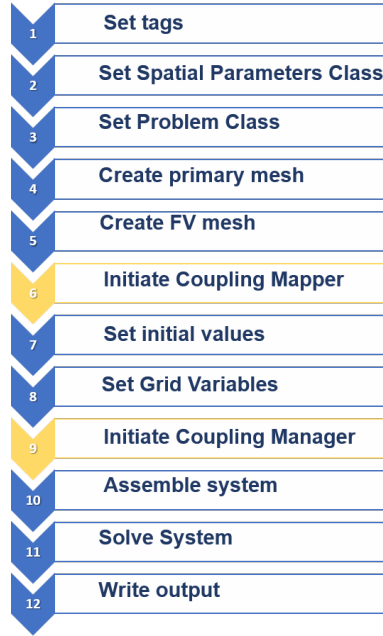 1 Set tags
2 Set Spatial Parameters Class
3 Set Problem Class
4 Create primary mesh
5 Create FV mesh
6 Initiate Coupling Mapper
7 Set initial values
8 Set Grid Variables
9 Initiate Coupling Manager
10 Assemble system
11 Solve System
12 Write output